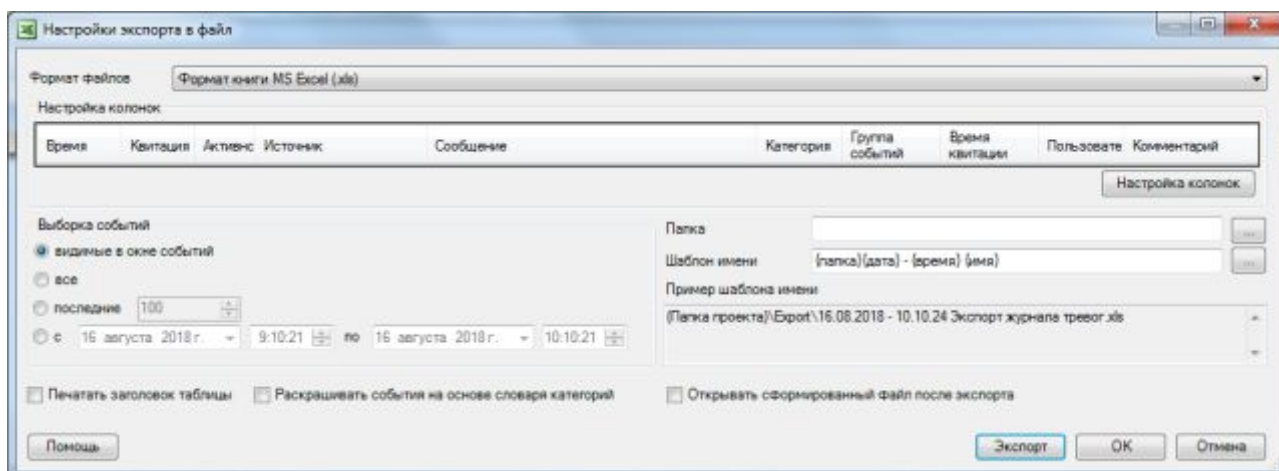 Настройки экспорта в файл
Формат файлов Формат книги MS Excel (.xls)
Настройка колонок
Время Квитация Активнс Источник Сообщение Категория Группа событий Время квитации Пользовате Комментарий
Настройка колонок
Выборка событий
видимые в окне событий
все
последние 100
с 16 августа 2018 г. 9:10:21 по 16 августа 2018 г. 10:10:21
Папка ...
Шаблон имени {папка}{дата} - {время} {имя} ...
Пример шаблона имени
{Папка проекта}\Export\16.08.2018 - 10.10.24 Экспорт журнала тревог.xls
Печатать заголовок таблицы Раскрашивать события на основе словаря категорий Открывать сформированный файл после экспорта
Помощь Экспорт OK Отмена